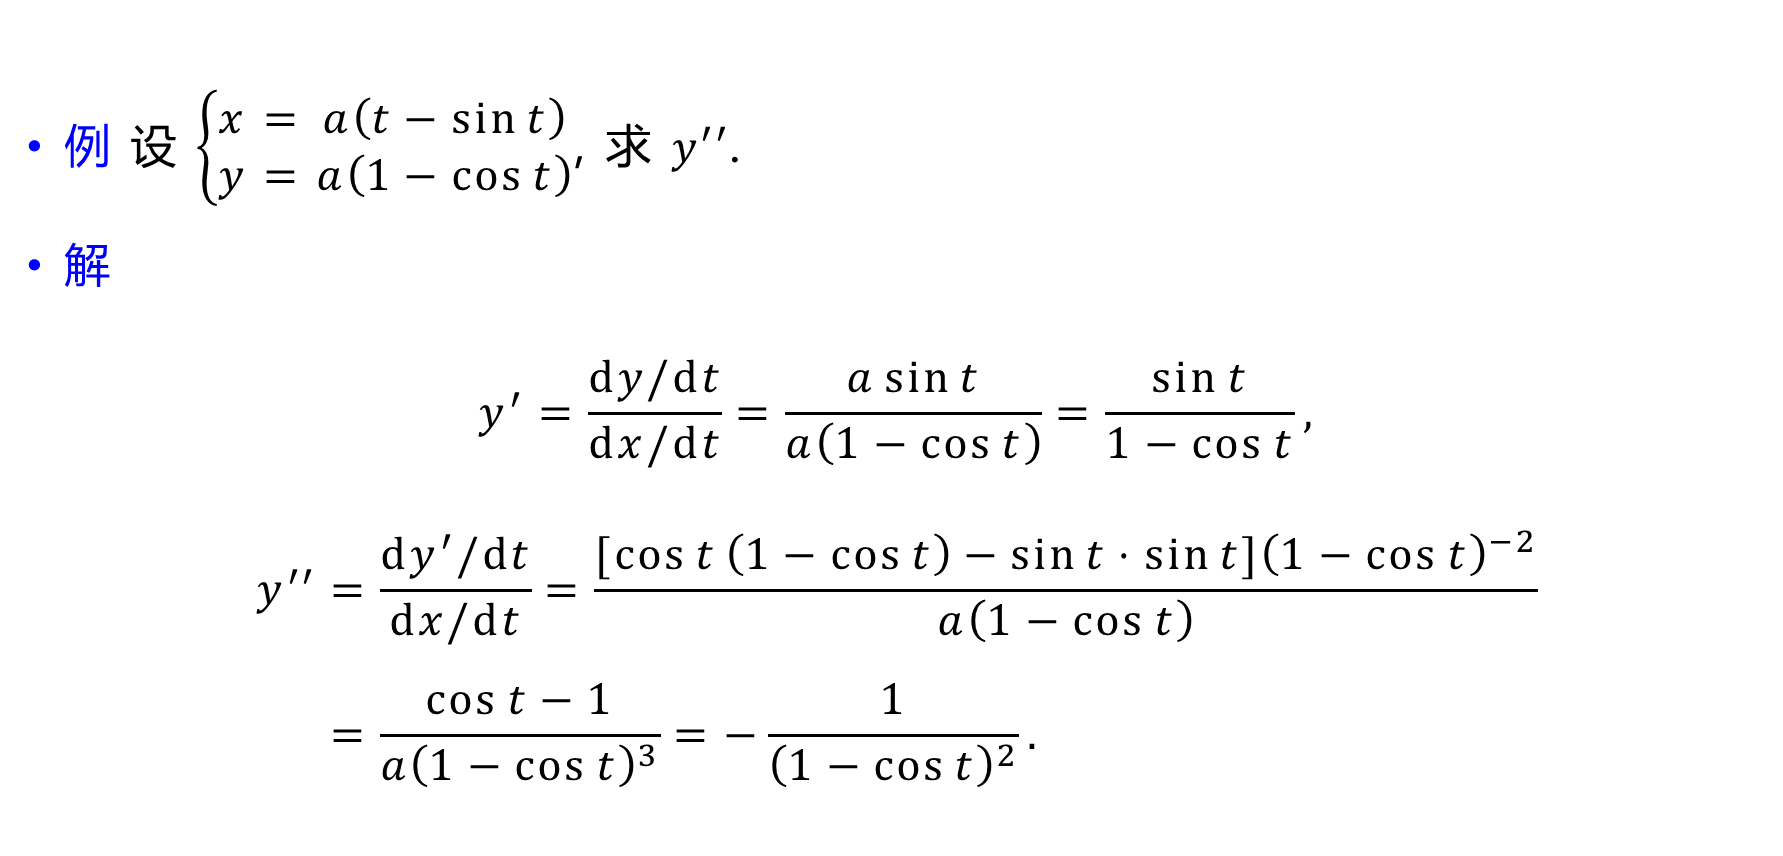 • 例 设 {x = a(t − sin t) y = a(1 − cos t)′ 求 y′′.
• 解
y′ = (dy/dt)/(dx/dt) = (a sin t)/(a(1 − cos t)) = (sin t)/(1 − cos t),
y′′ = (dy′/dt)/(dx/dt) = ([cos t (1 − cos t) − sin t · sin t](1 − cos t)⁻²)/(a(1 − cos t))
= (cos t − 1)/(a(1 − cos t)³) = − 1/(1 − cos t)².